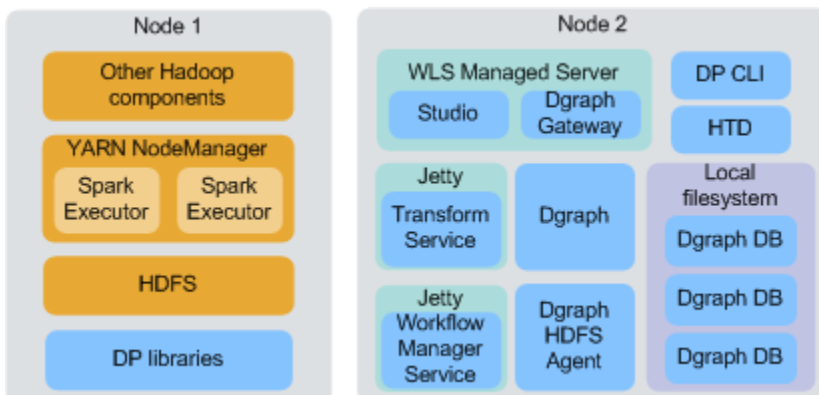 Node 1
Other Hadoop
components
YARN NodeManager
Spark
Executor
Spark
Executor
HDFS
DP libraries
Node 2
WLS Managed Server
Studio
Dgraph
Gateway
DP CLI
HTD
Jetty
Transform
Service
Dgraph
Local
filesystem
Dgraph DB
Dgraph DB
Dgraph DB
Jetty
Workflow
Manager
Service
Dgraph
HDFS
Agent